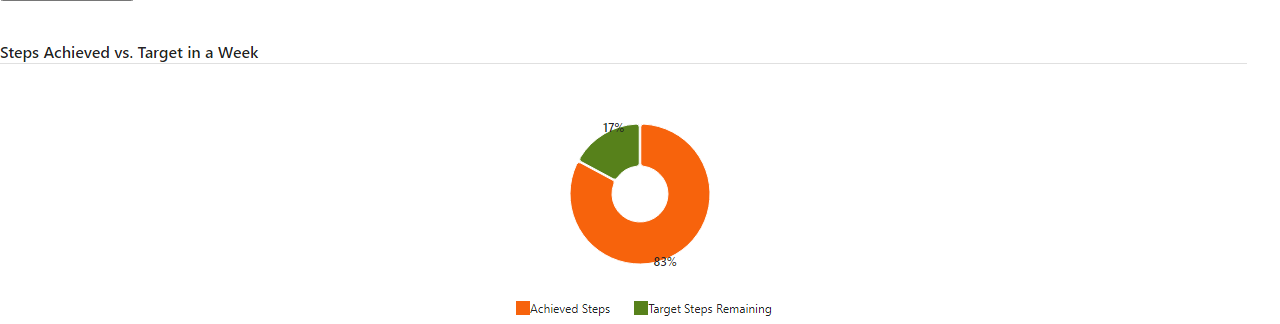 Steps Achieved vs. Target in a Week
17%
83%
Achieved Steps
Target Steps Remaining